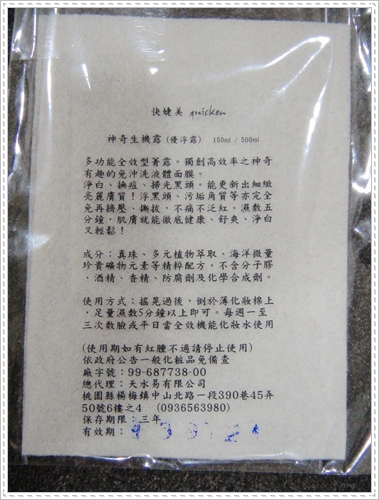 快婕美 quicken
神奇生機露(優浮露) 150ml / 500ml
多功能全效型菁露。獨創高效率之神奇
有趣的免沖洗液體面膜。
淨白、撫痘、掃光黑頭。能更新出細緻
亮麗膚質!浮黑頭、污垢角質等亦完全
免再擠壓、撕拔,不痛不泛紅。濕敷五
分鐘,肌膚就能徹底健康、舒爽、淨白
又輕鬆!
成分:真珠、多元植物萃取、海洋微量
珍貴礦物元素等精粹配方。不含分子膠
、酒精、香精、防腐劑及化學合成劑。
使用方式:搖晃過後,倒於薄化妝棉上
,足量濕敷5分鐘以上即可。每週一至
三次敷臉或平日當全效機能化妝水使用
(使用期如有紅腫不適請停止使用)
依政府公告一般化粧品免備查
廠字號:99-687738-00
總代理:天水易有限公司
桃園縣楊梅鎮中山北路一段390巷45弄
50號6樓之4 (0936563980)
保存期限:三年
有效期: